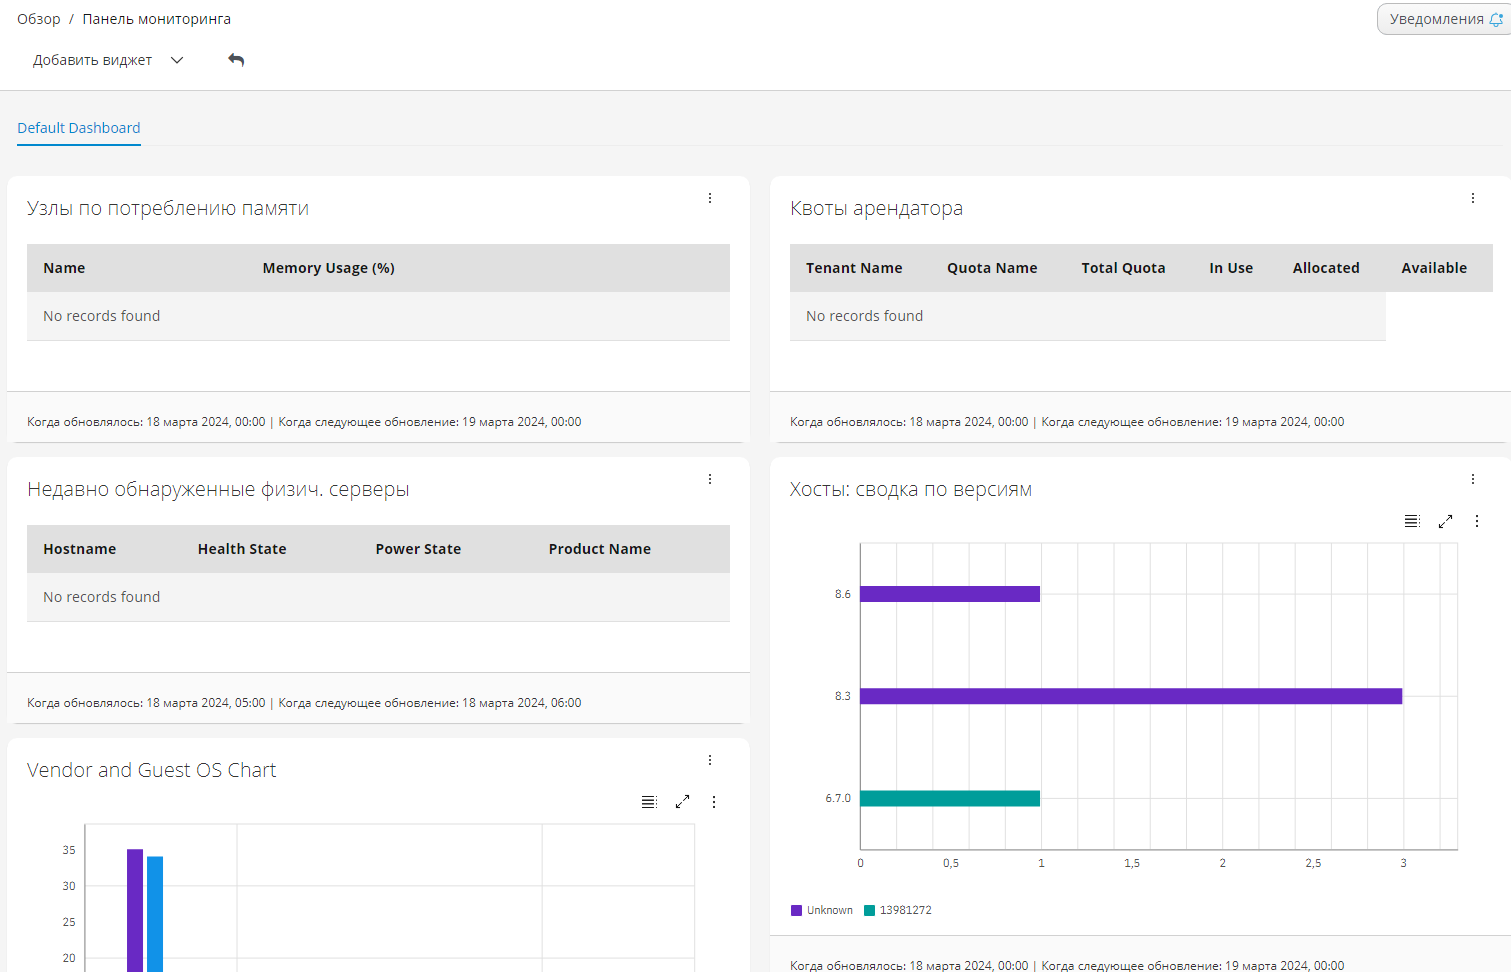 Обзор / Панель мониторинга
Уведомления
Добавить виджет
Default Dashboard
Узлы по потреблению памяти
Name Memory Usage (%)
No records found
Когда обновлялось: 18 марта 2024, 00:00 | Когда следующее обновление: 19 марта 2024, 00:00
Квоты арендатора
Tenant Name Quota Name Total Quota In Use Allocated Available
No records found
Когда обновлялось: 18 марта 2024, 00:00 | Когда следующее обновление: 19 марта 2024, 00:00
Недавно обнаруженные физич. серверы
Hostname Health State Power State Product Name
No records found
Когда обновлялось: 18 марта 2024, 05:00 | Когда следующее обновление: 18 марта 2024, 06:00
Хосты: сводка по версиям
8.6
8.3
6.7.0
0 0,5 1 1,5 2 2,5 3
Unknown 13981272
Когда обновлялось: 18 марта 2024, 00:00 | Когда следующее обновление: 19 марта 2024, 00:00
Vendor and Guest OS Chart
35
30
25
20